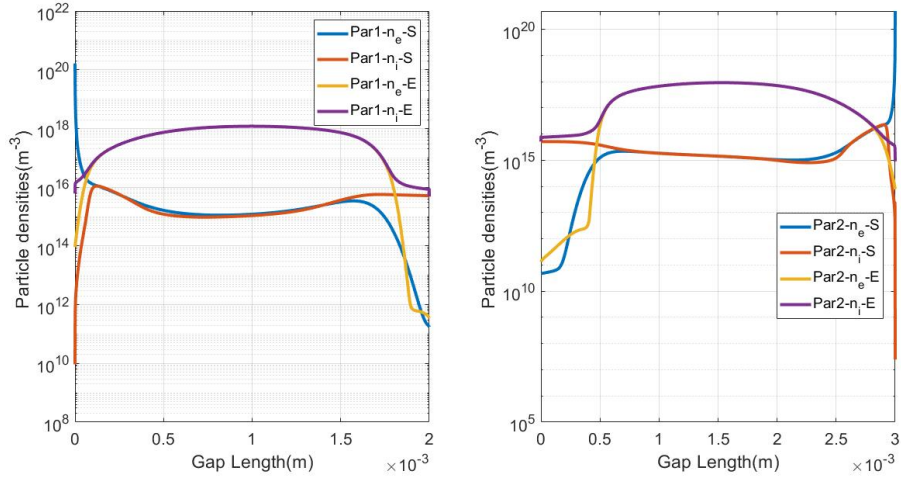 10^22
10^20
10^18
10^16
10^14
10^12
10^10
10^8
Particle densities(m^-3)
Par1-n_e-S
Par1-n_i-S
Par1-n_e-E
Par1-n_i-E
0 0.5 1 1.5 2
Gap Length(m)
×10^-3
10^20
10^15
10^10
10^5
Particle densities(m^-3)
Par2-n_e-S
Par2-n_i-S
Par2-n_e-E
Par2-n_i-E
0 0.5 1 1.5 2 2.5 3
Gap Length(m)
×10^-3